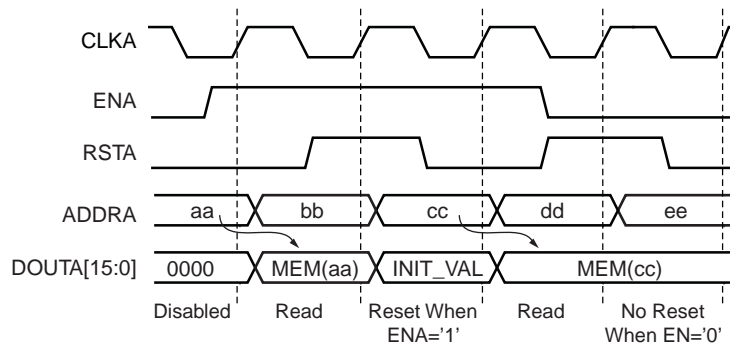 CLKA
ENA
RSTA
ADDRA aa bb cc dd ee
DOUTA[15:0] 0000 MEM(aa) INIT_VAL MEM(cc)
Disabled Read Reset When Read No Reset
ENA='1' When EN='0'